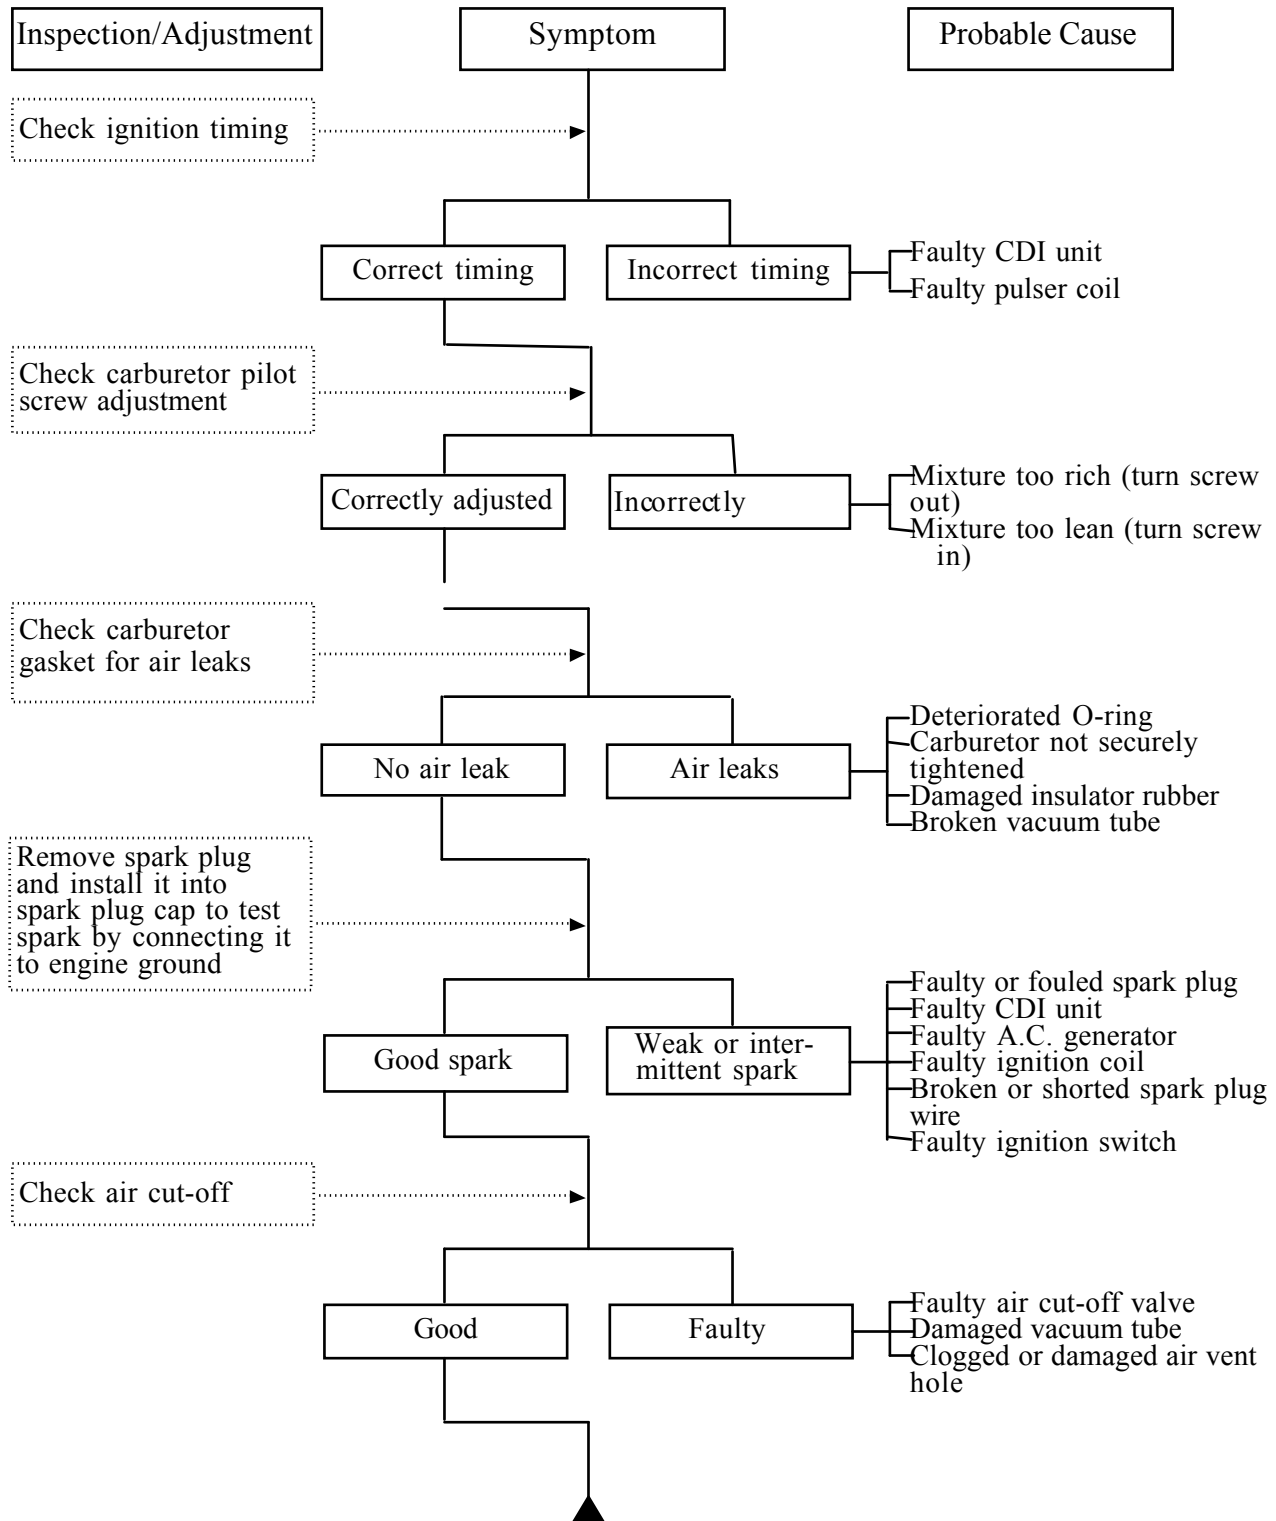 Inspection/Adjustment
Symptom
Probable Cause
Check ignition timing
Correct timing
Incorrect timing
Faulty CDI unit
Faulty pulser coil
Check carburetor pilot
screw adjustment
Correctly adjusted
Incorrectly
Mixture too rich (turn screw
out)
Mixture too lean (turn screw
in)
Check carburetor
gasket for air leaks
No air leak
Air leaks
Deteriorated O-ring
Carburetor not securely
tightened
Damaged insulator rubber
Broken vacuum tube
Remove spark plug
and install it into
spark plug cap to test
spark by connecting it
to engine ground
Good spark
Weak or inter-
mittent spark
Faulty or fouled spark plug
Faulty CDI unit
Faulty A.C. generator
Faulty ignition coil
Broken or shorted spark plug
wire
Faulty ignition switch
Check air cut-off
Good
Faulty
Faulty air cut-off valve
Damaged vacuum tube
Clogged or damaged air vent
hole